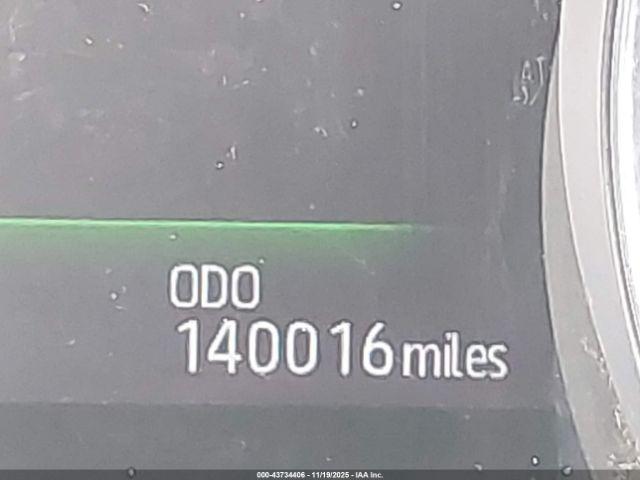 ODO
140016 miles
000-43734406 - 11/19/2025 - IAA Inc.